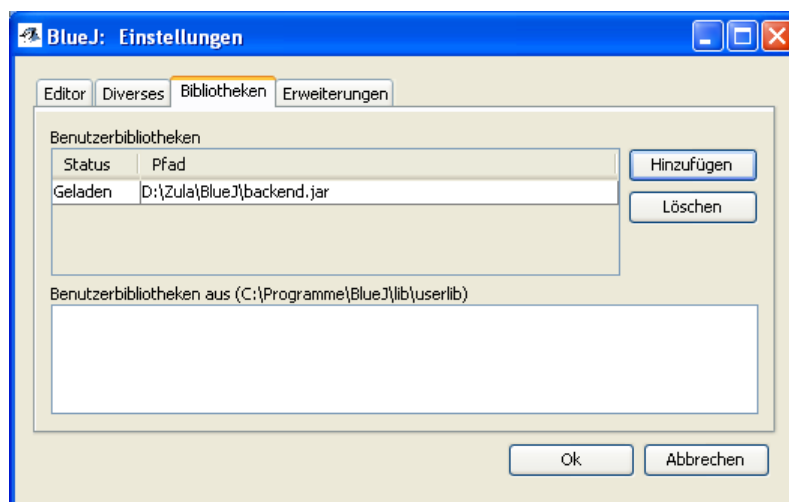 BlueJ: Einstellungen
Editor Diverses Bibliotheken Erweiterungen
Benutzerbibliotheken
Status Pfad
Hinzufügen
Geladen D:\Zula\BlueJ\backend.jar
Löschen
Benutzerbibliotheken aus (C:\Programme\BlueJ\lib\userlib)
Ok Abbrechen